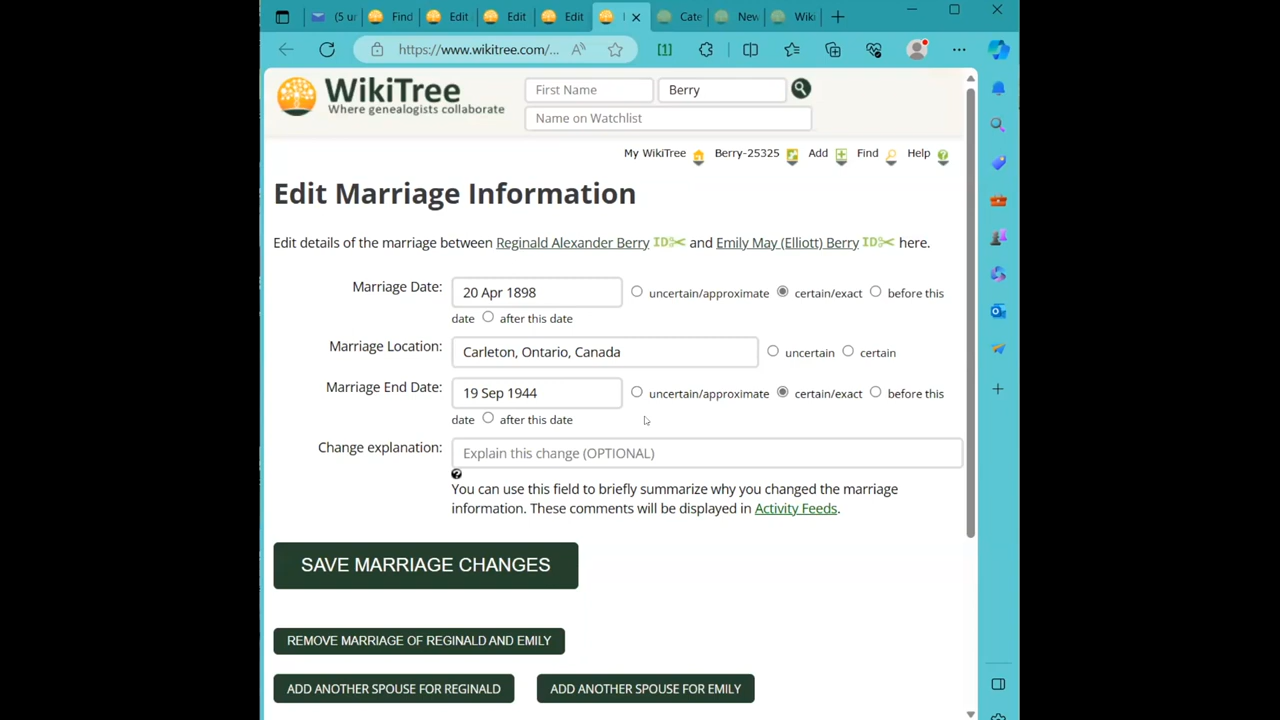 (5 ur Find Edit Edit Edit Cate New Wiki
https://www.wikitree.com/...
WikiTree
Where genealogists collaborate
First Name Berry
Name on Watchlist
My WikiTree Berry-25325 Add Find Help
Edit Marriage Information
Edit details of the marriage between Reginald Alexander Berry ID and Emily May (Elliott) Berry ID here.
Marriage Date: 20 Apr 1898 uncertain/approximate certain/exact before this
date after this date
Marriage Location: Carleton, Ontario, Canada uncertain certain
Marriage End Date: 19 Sep 1944 uncertain/approximate certain/exact before this
date after this date
Change explanation: Explain this change (OPTIONAL)
You can use this field to briefly summarize why you changed the marriage
information. These comments will be displayed in Activity Feeds.
SAVE MARRIAGE CHANGES
REMOVE MARRIAGE OF REGINALD AND EMILY
ADD ANOTHER SPOUSE FOR REGINALD ADD ANOTHER SPOUSE FOR EMILY